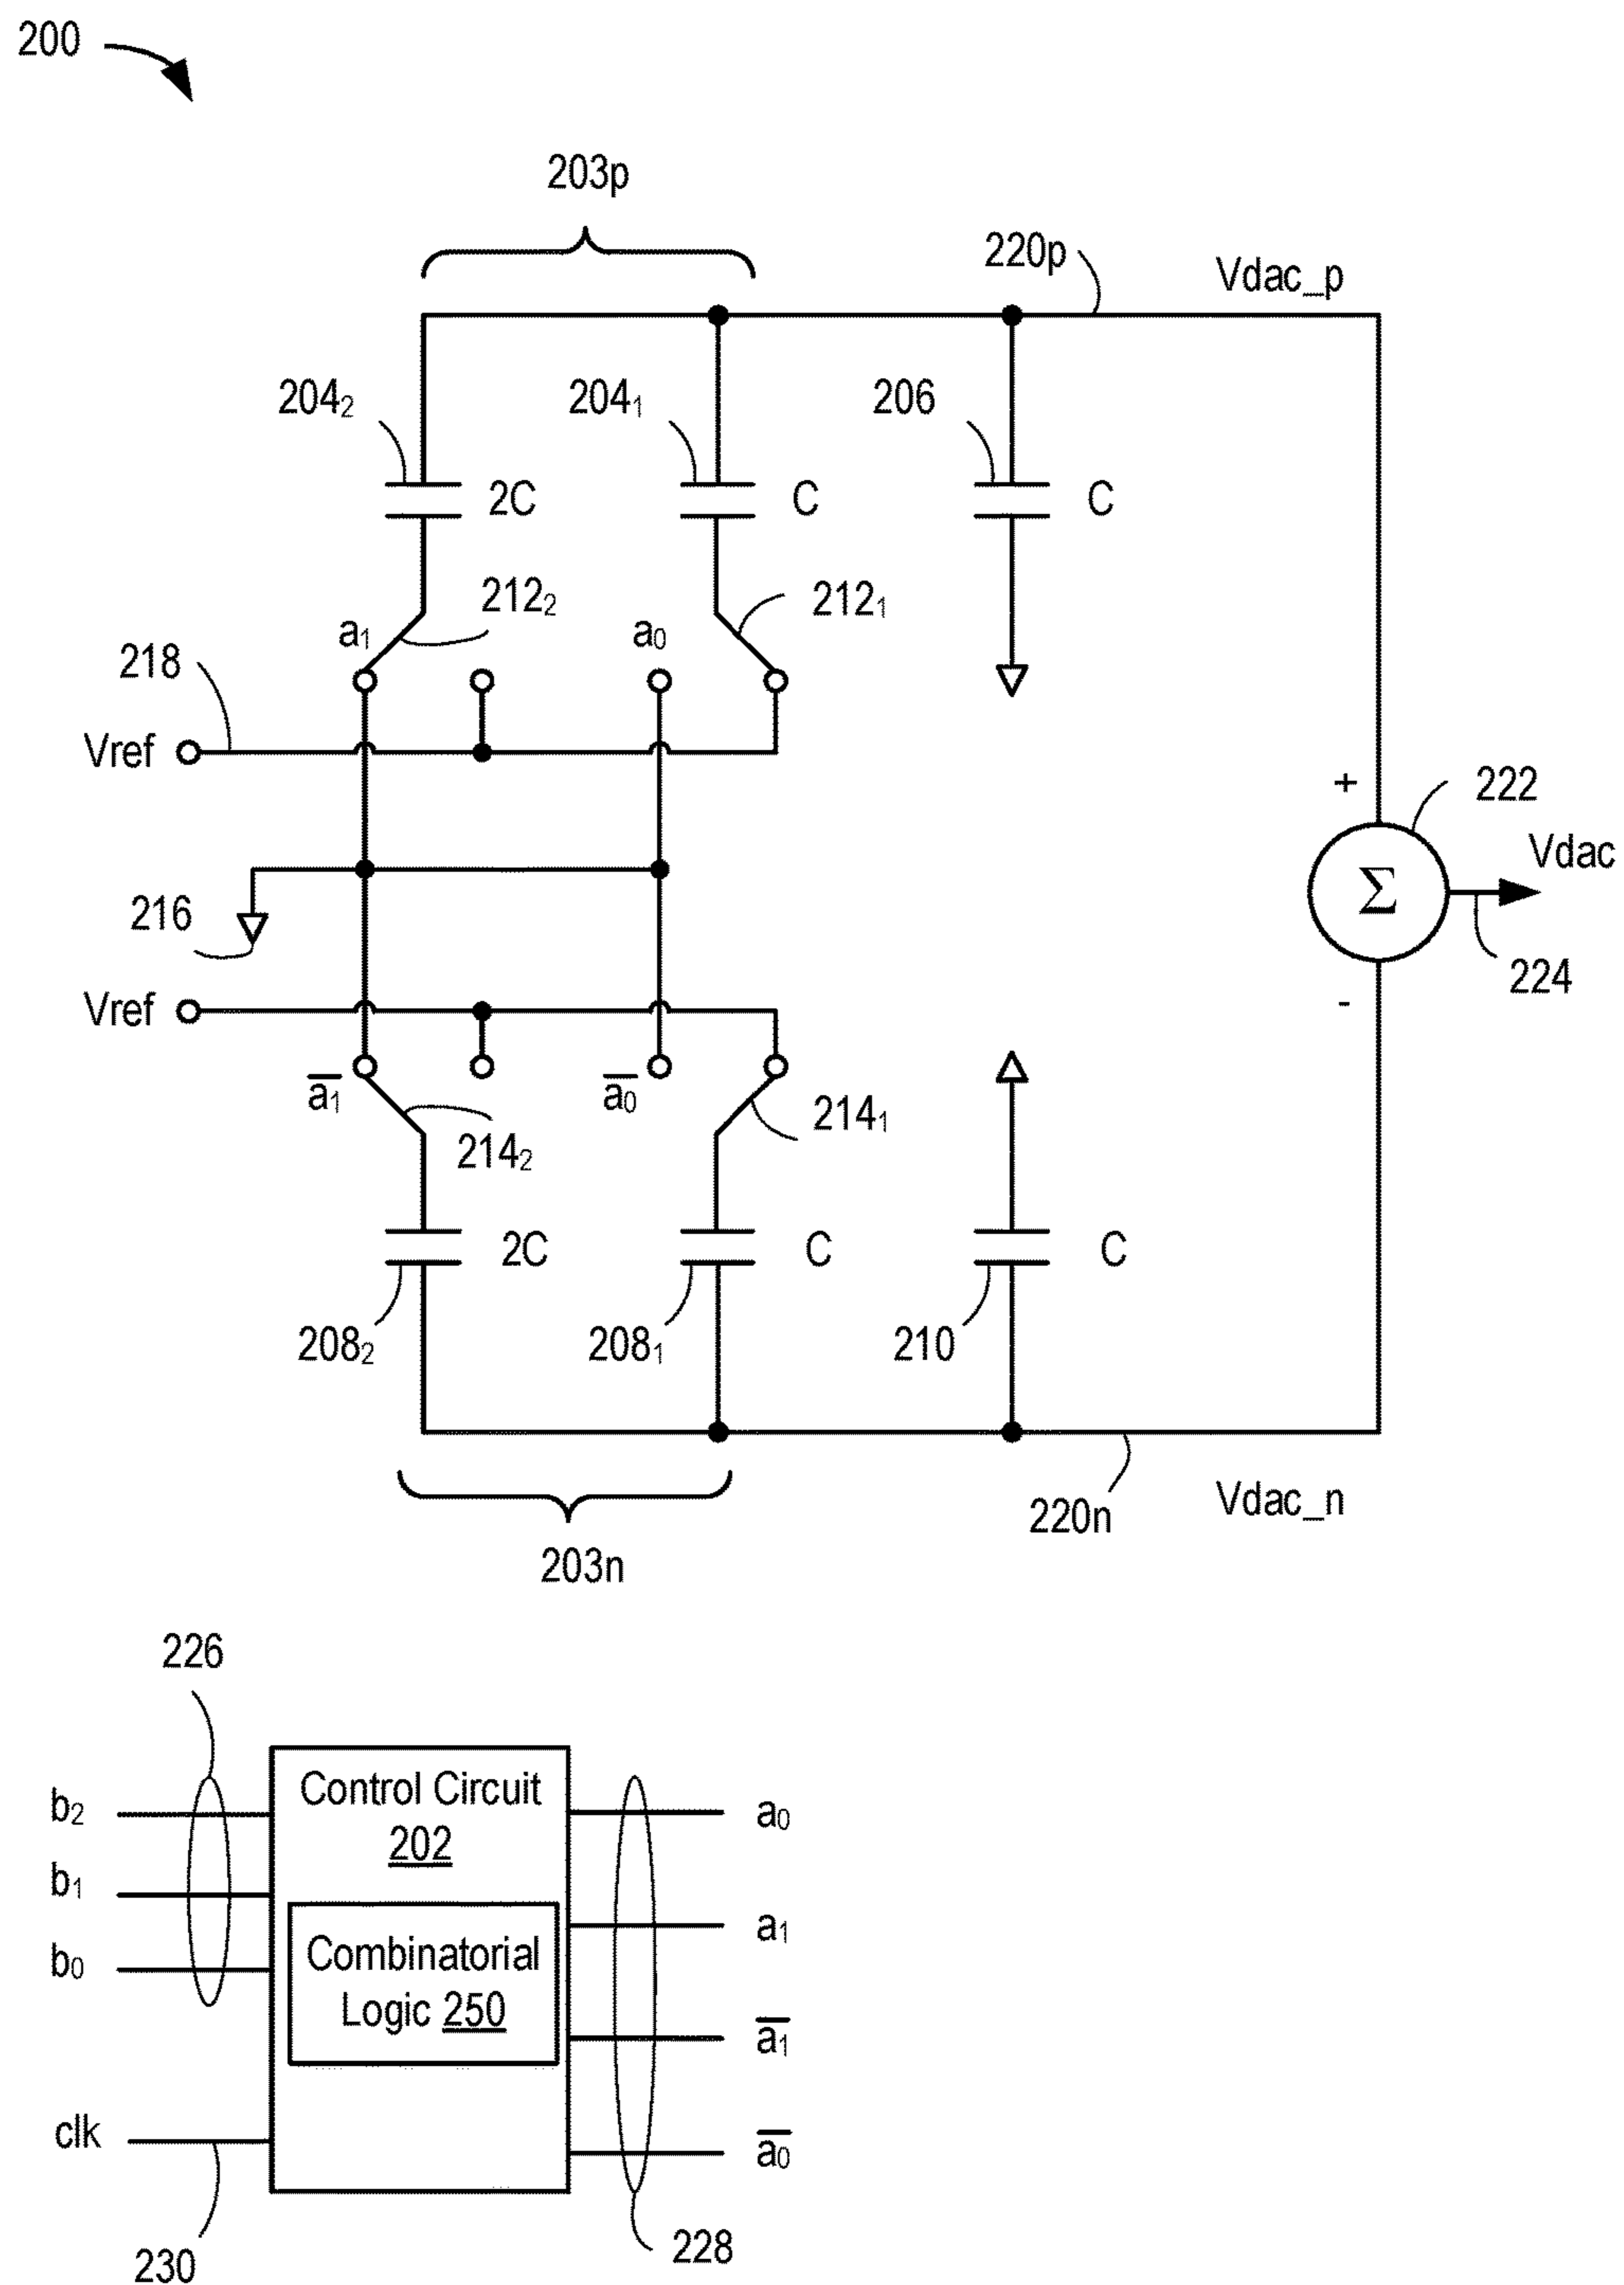 200
203p
220p Vdac_p
204₂ 204₁ 206
2C C C
212₂ 212₁
a₁ a₀
218
Vref
+ 222
Vdac
Σ
216
224
Vref -
a̅₁ a̅₀
214₂ 214₁
2C C C
208₂ 208₁ 210
220n Vdac_n
203n
226
b₂ Control Circuit a₀
202
b₁
Combinatorial a₁
b₀
Logic 250
a̅₁
clk a̅₀
230 228